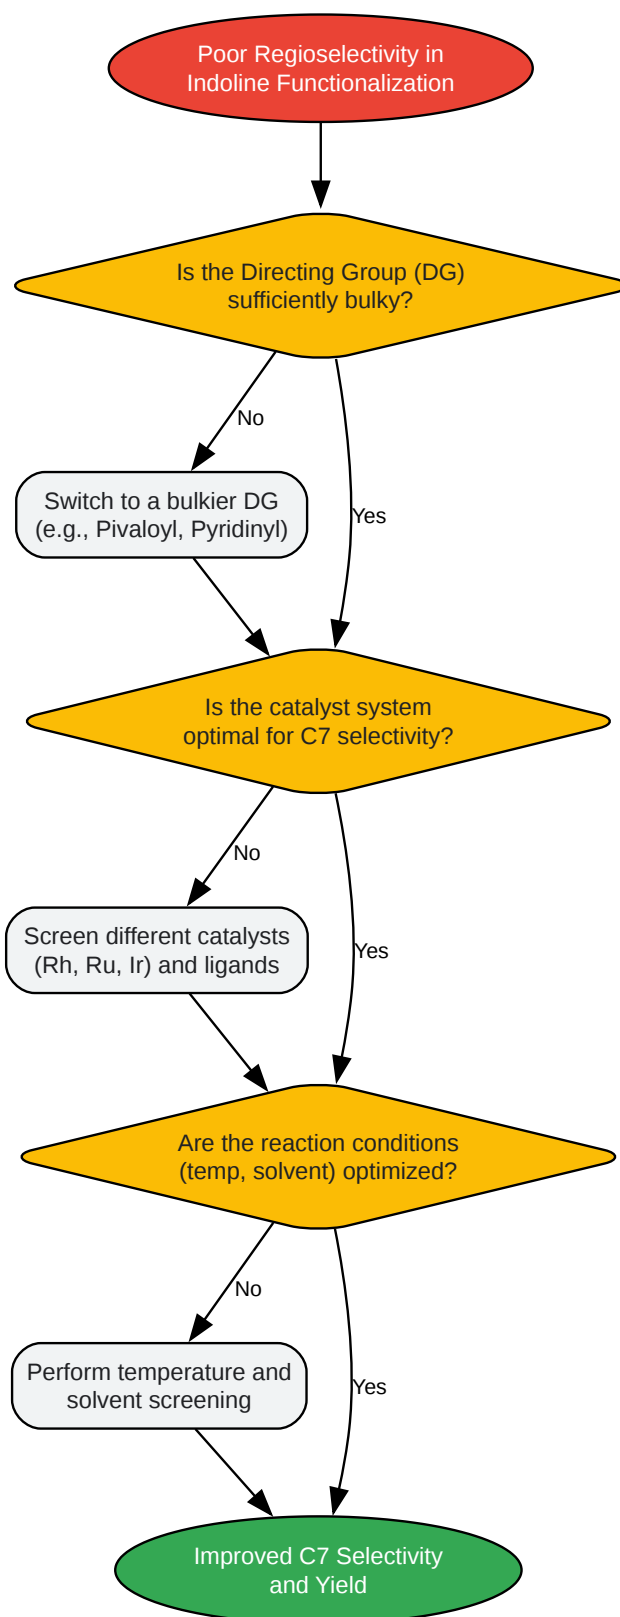 Poor Regioselectivity in
Indoline Functionalization
Is the Directing Group (DG)
sufficiently bulky?
No
Yes
Switch to a bulkier DG
(e.g., Pivaloyl, Pyridinyl)
Is the catalyst system
optimal for C7 selectivity?
No
Yes
Screen different catalysts
(Rh, Ru, Ir) and ligands
Are the reaction conditions
(temp, solvent) optimized?
No
Yes
Perform temperature and
solvent screening
Improved C7 Selectivity
and Yield